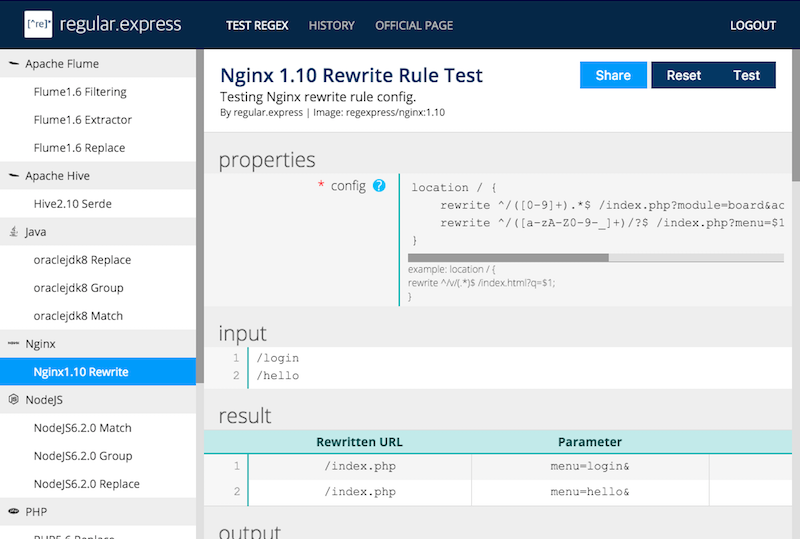 [^re]* regular.express TEST REGEX HISTORY OFFICIAL PAGE LOGOUT
Apache Flume
Flume1.6 Filtering
Flume1.6 Extractor
Flume1.6 Replace
Apache Hive
Hive2.10 Serde
Java
oraclejdk8 Replace
oraclejdk8 Group
oraclejdk8 Match
Nginx
Nginx1.10 Rewrite
NodeJS
NodeJS6.2.0 Match
NodeJS6.2.0 Group
NodeJS6.2.0 Replace
PHP
PHP5.6 Replace
Nginx 1.10 Rewrite Rule Test
Share Reset Test
Testing Nginx rewrite rule config.
By regular.express | Image: regexpress/nginx:1.10
properties
* config ?
location / {
rewrite ^/([0-9]+).*$ /index.php?module=board&ac
rewrite ^/([a-zA-Z0-9-_]+)/?$ /index.php?menu=$1
}
example: location / {
rewrite ^/v/(.*)$ /index.html?q=$1;
}
input
1 /login
2 /hello
result
Rewritten URL Parameter
1 /index.php menu=login&
2 /index.php menu=hello&
output